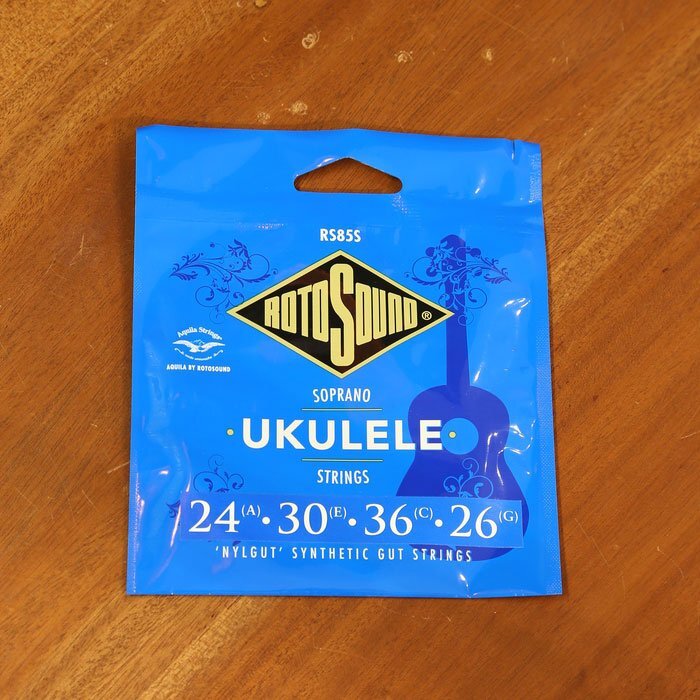 RS85S
ROTOSOUND®
Aquila Strings
AQUILA BY ROTOSOUND
SOPRANO
·UKULELE·
STRINGS
24(A)·30(E)·36(C)·26(G)
'NYLGUT' SYNTHETIC GUT STRINGS